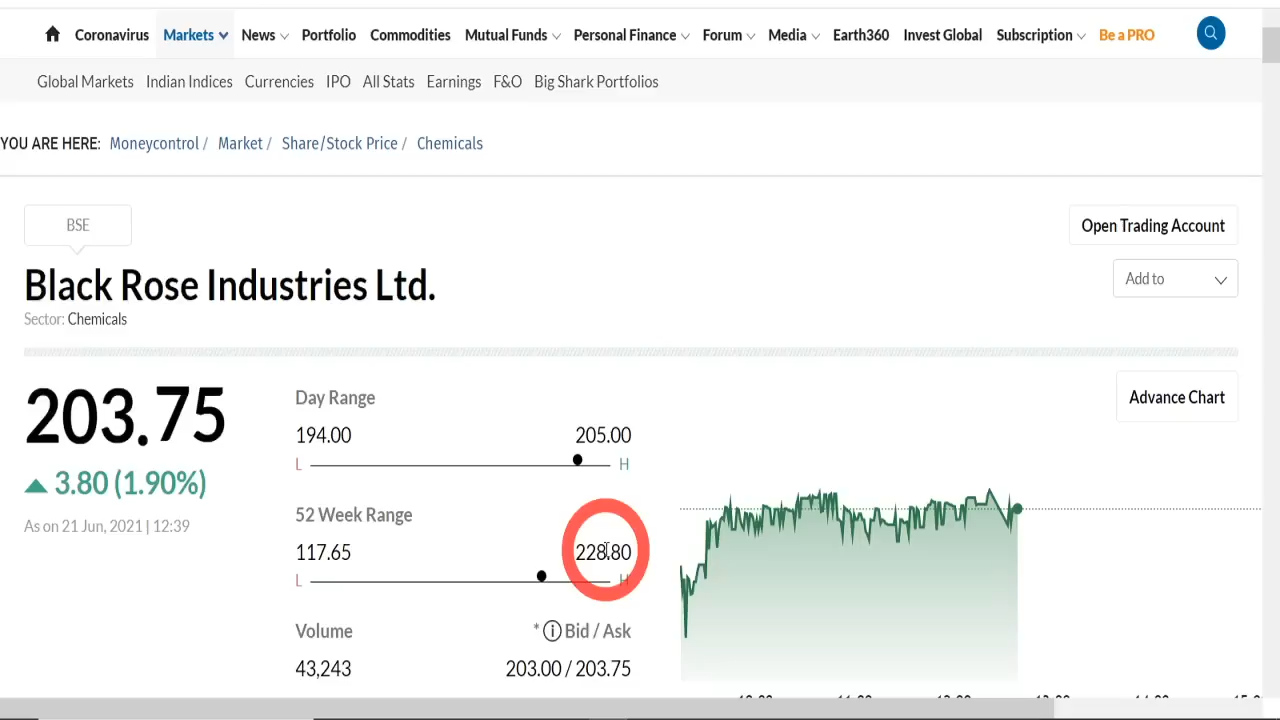 Coronavirus Markets News Portfolio Commodities Mutual Funds Personal Finance Forum Media Earth360 Invest Global Subscription Be a PRO
Global Markets Indian Indices Currencies IPO All Stats Earnings F&O Big Shark Portfolios
YOU ARE HERE: Moneycontrol / Market / Share/Stock Price / Chemicals
BSE
Open Trading Account
Black Rose Industries Ltd.
Add to
Sector: Chemicals
203.75
3.80 (1.90%)
As on 21 Jun, 2021 | 12:39
Day Range
194.00 205.00
L H
52 Week Range
117.65 228.80
L H
Volume * i Bid / Ask
43,243 203.00 / 203.75
Advance Chart